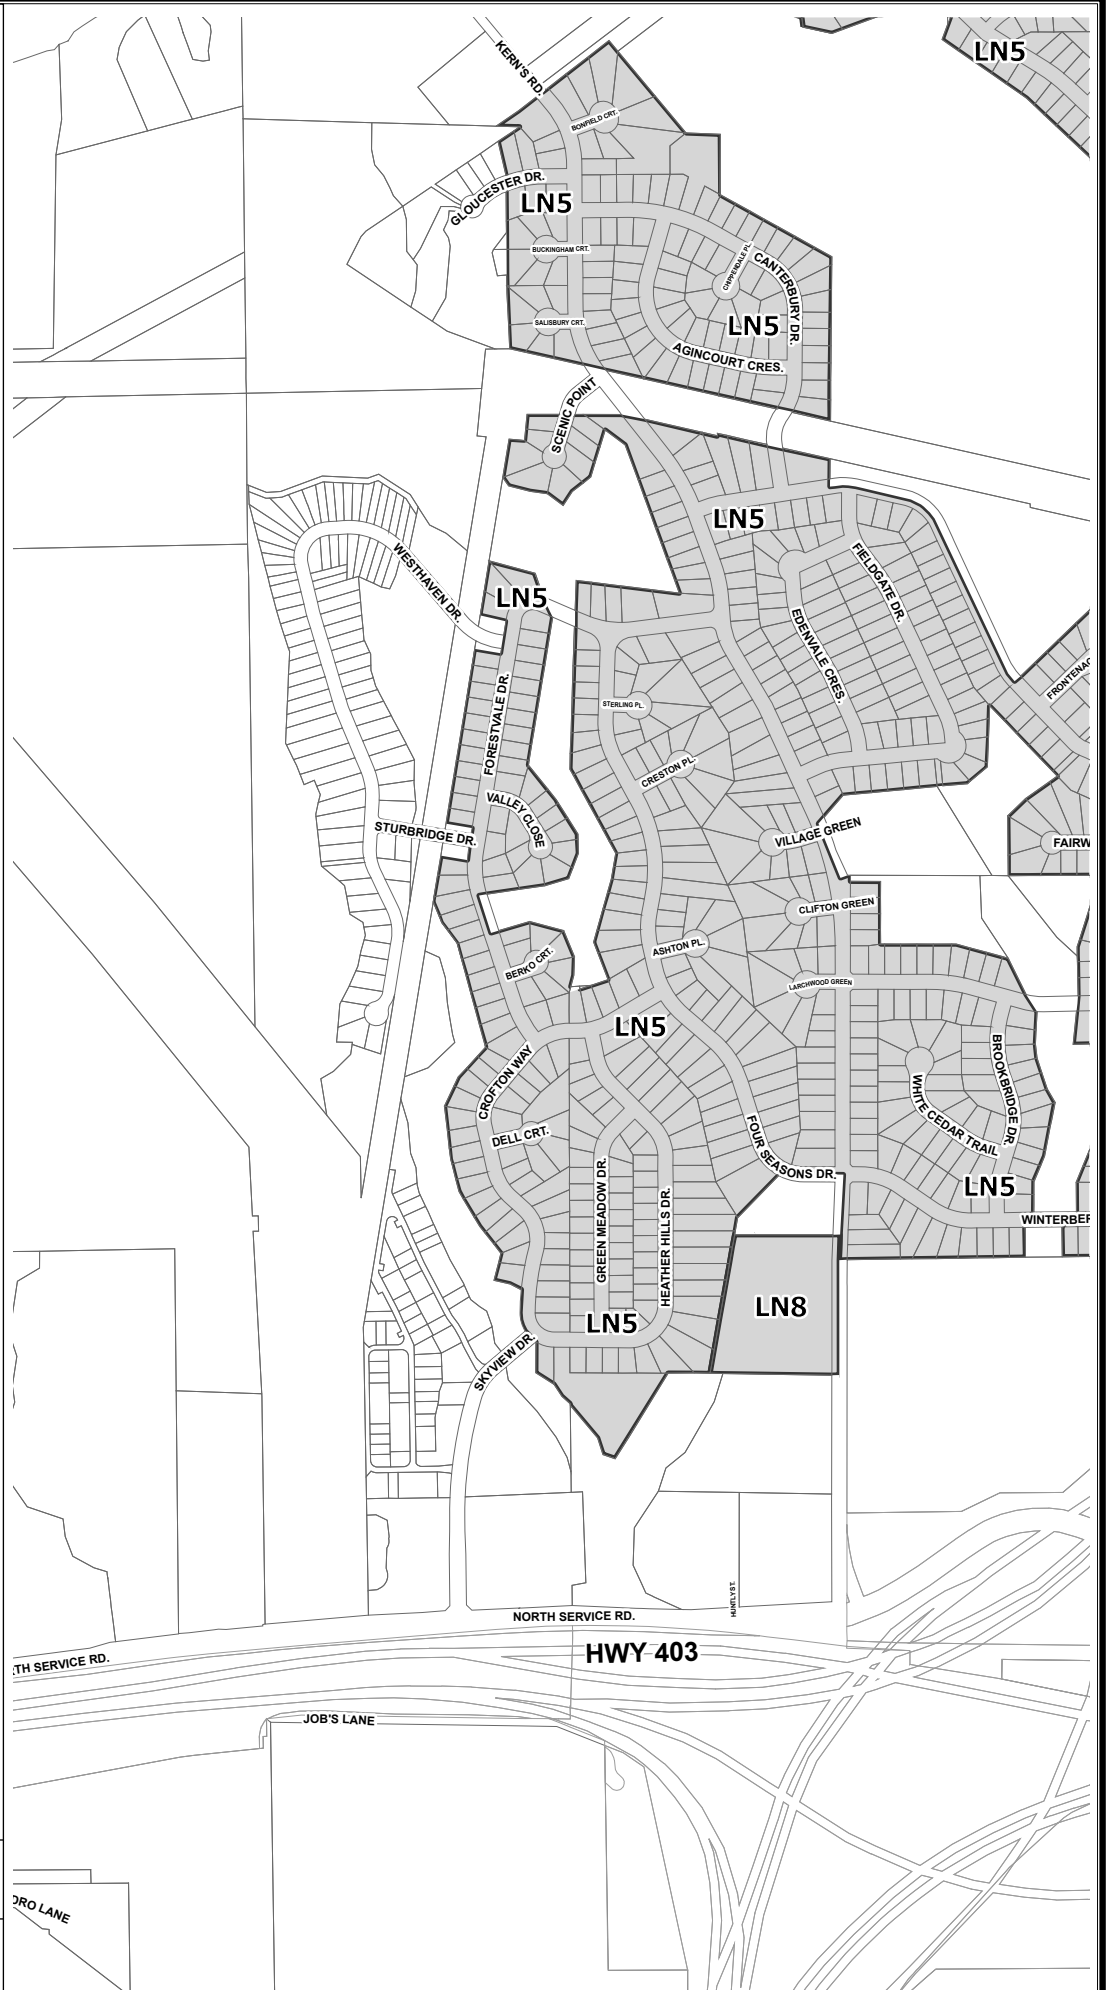 LN5
KERN'S RD.
BONFIELD CRT.
GLOUCESTER DR.
LN5
BUCKINGHAM CRT.
CHIPPENDALE PL.
CANTERBURY DR.
SALISBURY CRT.
LN5
AGINCOURT CRES.
SCENIC POINT
LN5
WESTHAVEN DR.
FIELDGATE DR.
LN5
EDENVALE CRES.
FRONTENAC
FORESTVALE DR.
STERLING PL.
CRESTON PL.
VALLEY CLOSE
STURBRIDGE DR.
VILLAGE GREEN
FAIRW
CLIFTON GREEN
ASHTON PL.
BERKO CRT.
LARCHWOOD GREEN
LN5
BROOKBRIDGE DR.
CROFTON WAY
WHITE CEDAR TRAIL
DELL CRT.
FOUR SEASONS DR.
GREEN MEADOW DR.
HEATHER HILLS DR.
LN5
WINTERBER
LN8
LN5
SKYVIEW DR.
HUNTLY ST.
NORTH SERVICE RD.
HWY 403
TH SERVICE RD.
JOB'S LANE
ORO LANE